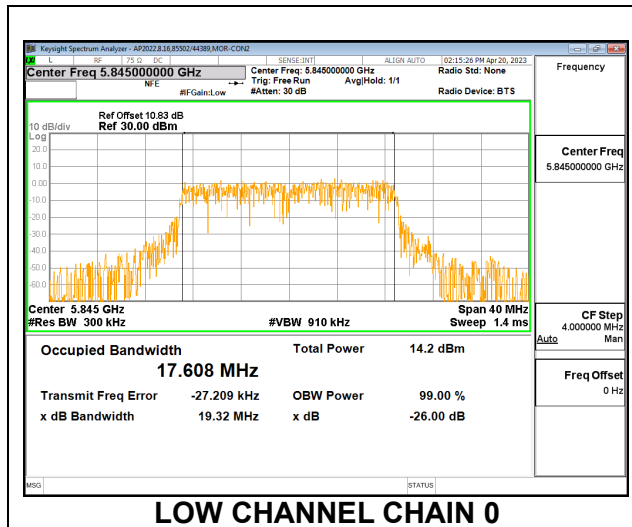 Keysight Spectrum Analyzer - AP2022.8.16,85502/44389,MOR-CON2
L RF 75 Ω DC SENSE:INT ALIGN AUTO 02:15:26 PM Apr 20, 2023
Center Freq 5.845000000 GHz
NFE
#IFGain:Low
Center Freq: 5.845000000 GHz
Trig: Free Run Avg|Hold: 1/1
#Atten: 30 dB
Radio Std: None
Radio Device: BTS
Frequency
Ref Offset 10.83 dB
10 dB/div Ref 30.00 dBm
Log
20.0
10.0
0.00
-10.0
-20.0
-30.0
-40.0
-50.0
-60.0
Center 5.845 GHz Span 40 MHz
#Res BW 300 kHz #VBW 910 kHz Sweep 1.4 ms
Center Freq
5.845000000 GHz
CF Step
4.000000 MHz
Auto Man
Freq Offset
0 Hz
Occupied Bandwidth Total Power 14.2 dBm
17.608 MHz
Transmit Freq Error -27.209 kHz OBW Power 99.00 %
x dB Bandwidth 19.32 MHz x dB -26.00 dB
MSG STATUS
LOW CHANNEL CHAIN 0